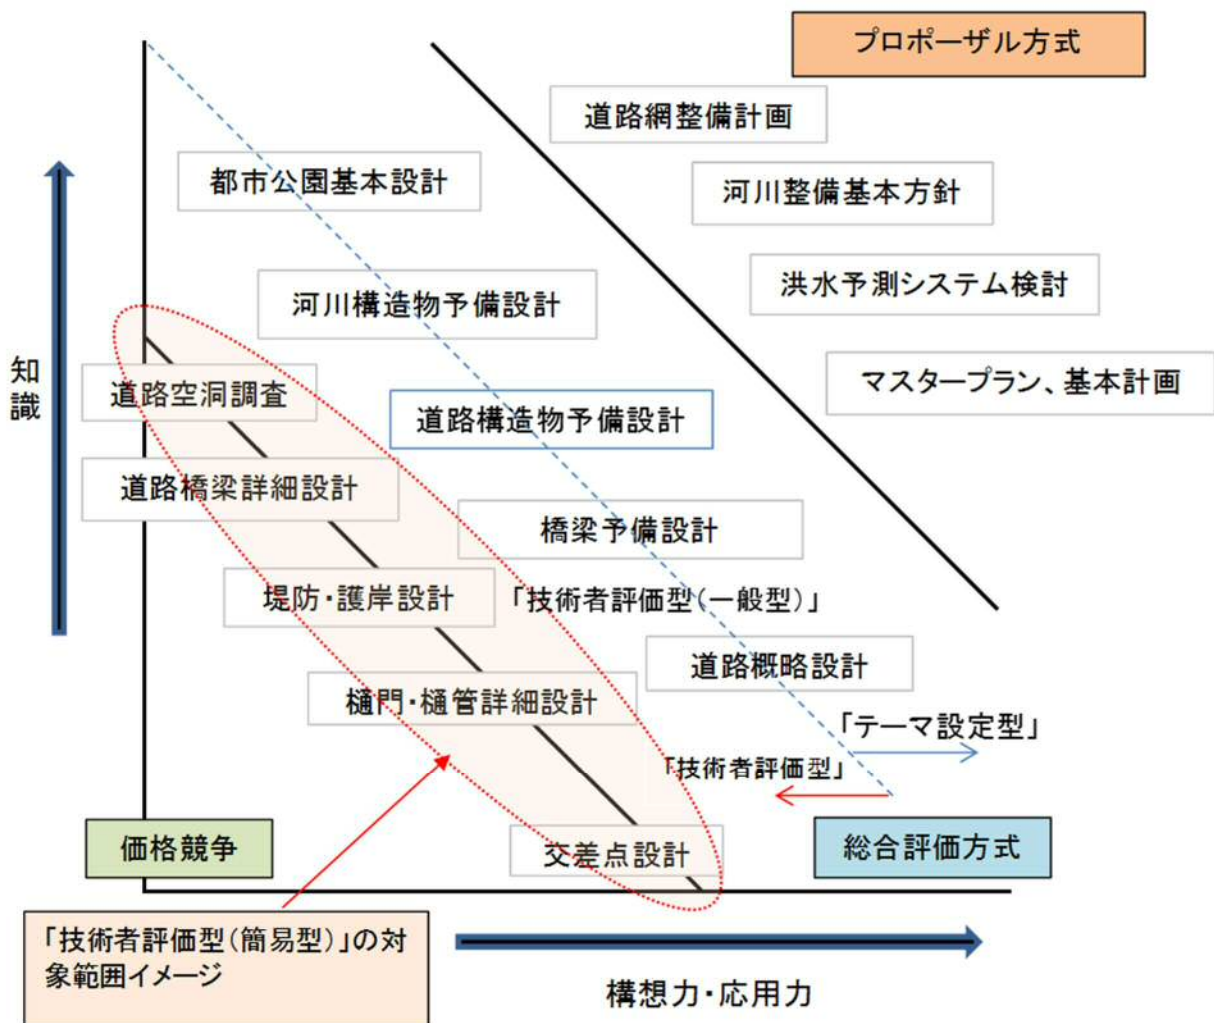 プロポーザル方式
道路網整備計画
都市公園基本設計
河川整備基本方針
洪水予測システム検討
河川構造物予備設計
マスタープラン、基本計画
知
識
道路空洞調査
道路構造物予備設計
道路橋梁詳細設計
橋梁予備設計
堤防・護岸設計
「技術者評価型(一般型)」
道路概略設計
樋門・樋管詳細設計
「テーマ設定型」
「技術者評価型」
価格競争
交差点設計
総合評価方式
「技術者評価型(簡易型)」の対
象範囲イメージ
構想力・応用力